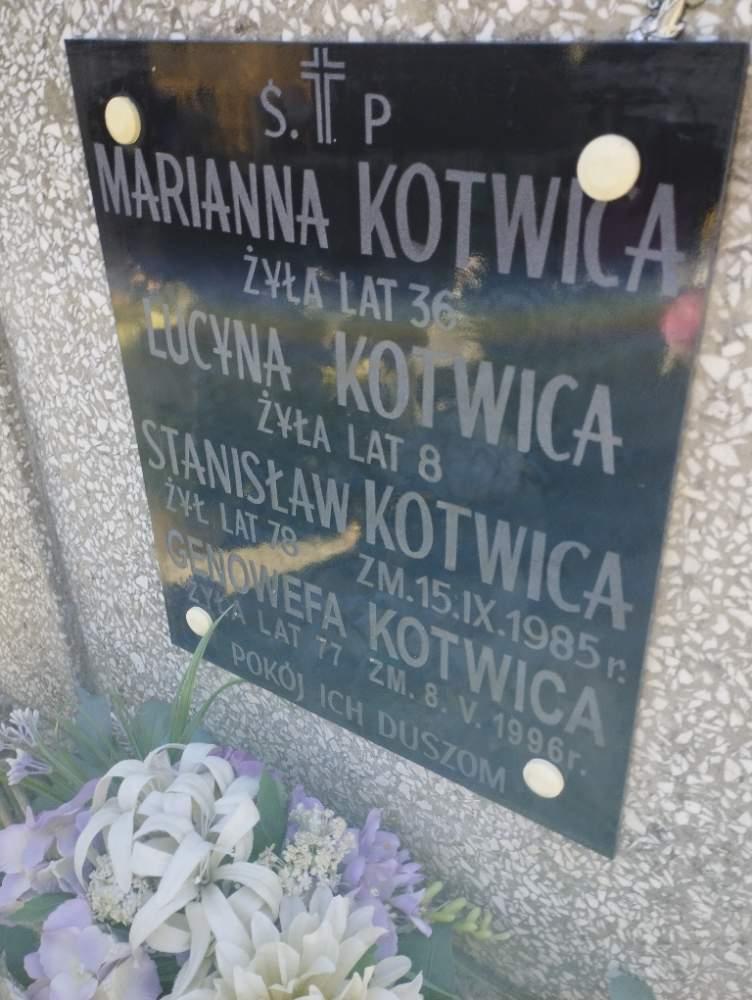 Ś. P
MARIANNA KOTWICA
ŻYŁA LAT 36
ŁUCYNA KOTWICA
ŻYŁA LAT 8
STANISŁAW KOTWICA
ŻYŁ LAT 78 ZM. 15.IX.1985 r.
GENOWEFA KOTWICA
ŻYŁA LAT 77 ZM. 8. V. 1996 r.
POKÓJ ICH DUSZOM